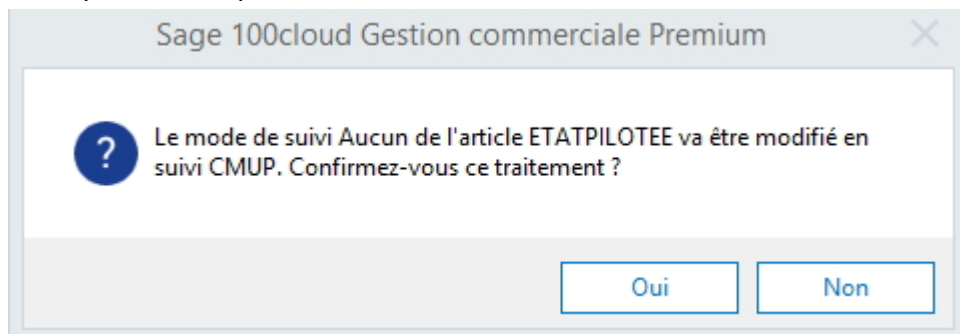 Sage 100cloud Gestion commerciale Premium
?
Le mode de suivi Aucun de l'article ETATPILOTEE va être modifié en
suivi CMUP. Confirmez-vous ce traitement ?
Oui
Non